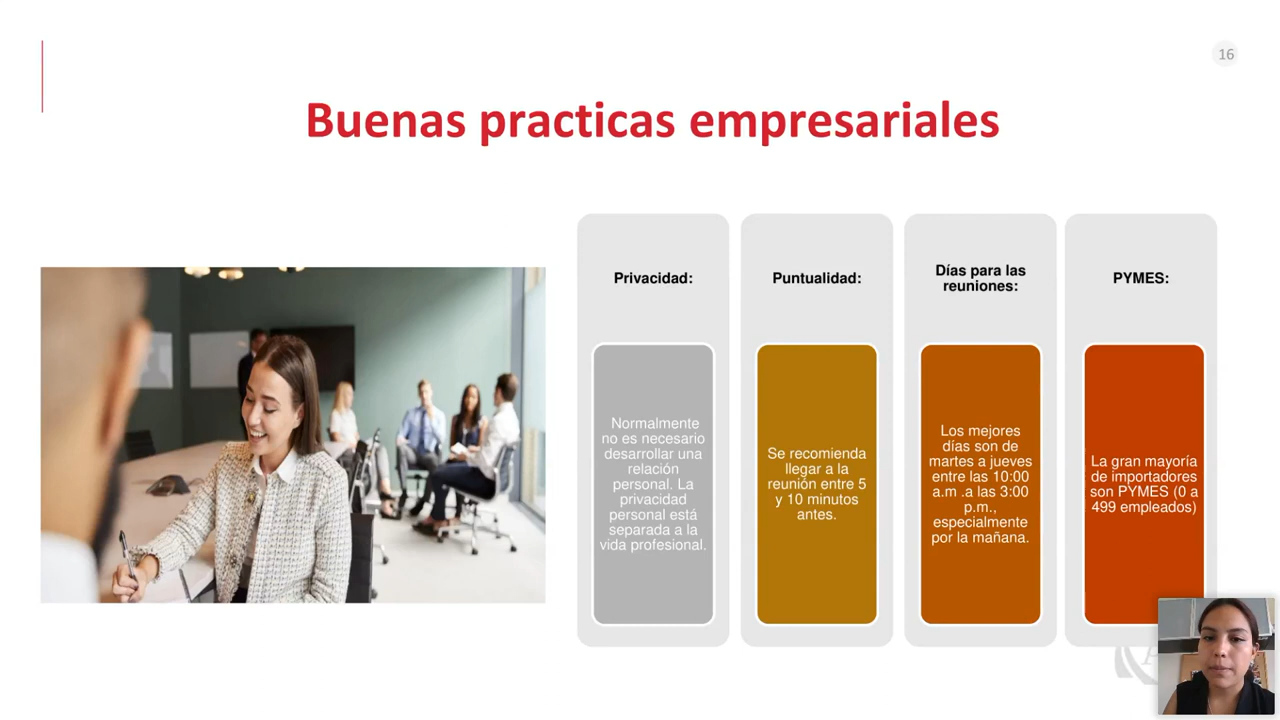 16
Buenas practicas empresariales
Privacidad:
Normalmente
no es necesario
desarrollar una
relación
personal. La
privacidad
personal está
separada a la
vida profesional.
Puntualidad:
Se recomienda
llegar a la
reunión entre 5
y 10 minutos
antes.
Días para las
reuniones:
Los mejores
días son de
martes a jueves
entre las 10:00
a.m .a las 3:00
p.m.,
especialmente
por la mañana.
PYMES:
La gran mayoría
de importadores
son PYMES (0 a
499 empleados)